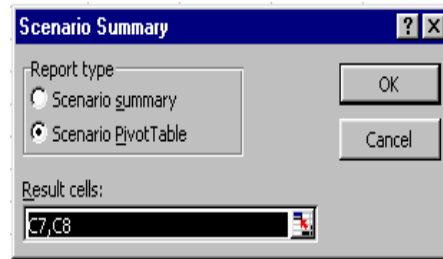 Scenario Summary
Report type
Scenario summary
Scenario PivotTable
OK
Cancel
Result cells:
C7,C8